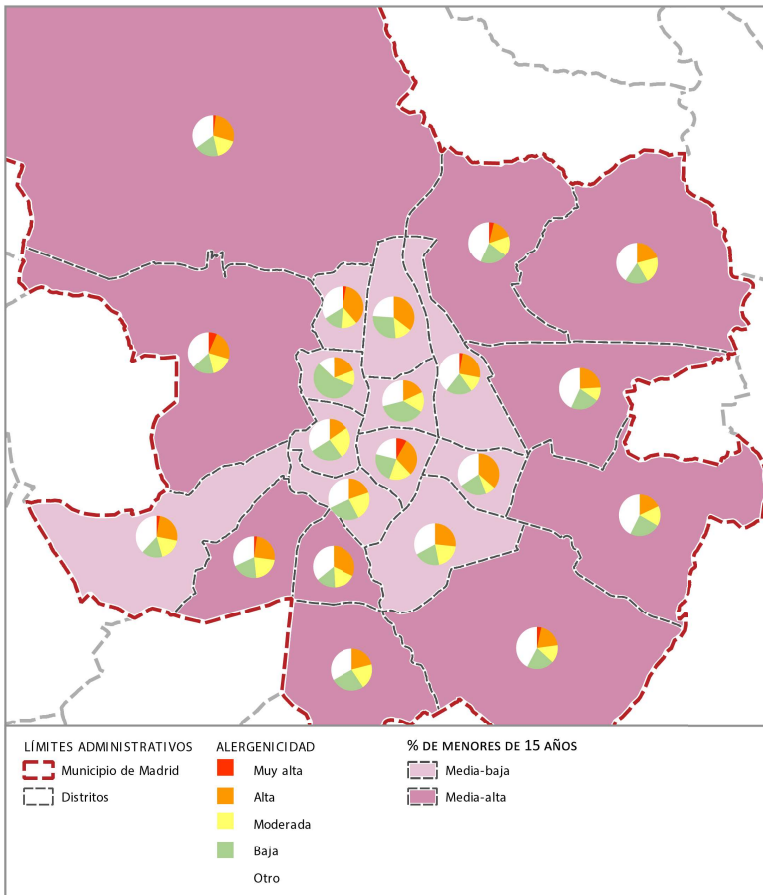 LÍMITES ADMINISTRATIVOS
Municipio de Madrid
Distritos
ALERGENICIDAD
Muy alta
Alta
Moderada
Baja
Otro
% DE MENORES DE 15 AÑOS
Media-baja
Media-alta